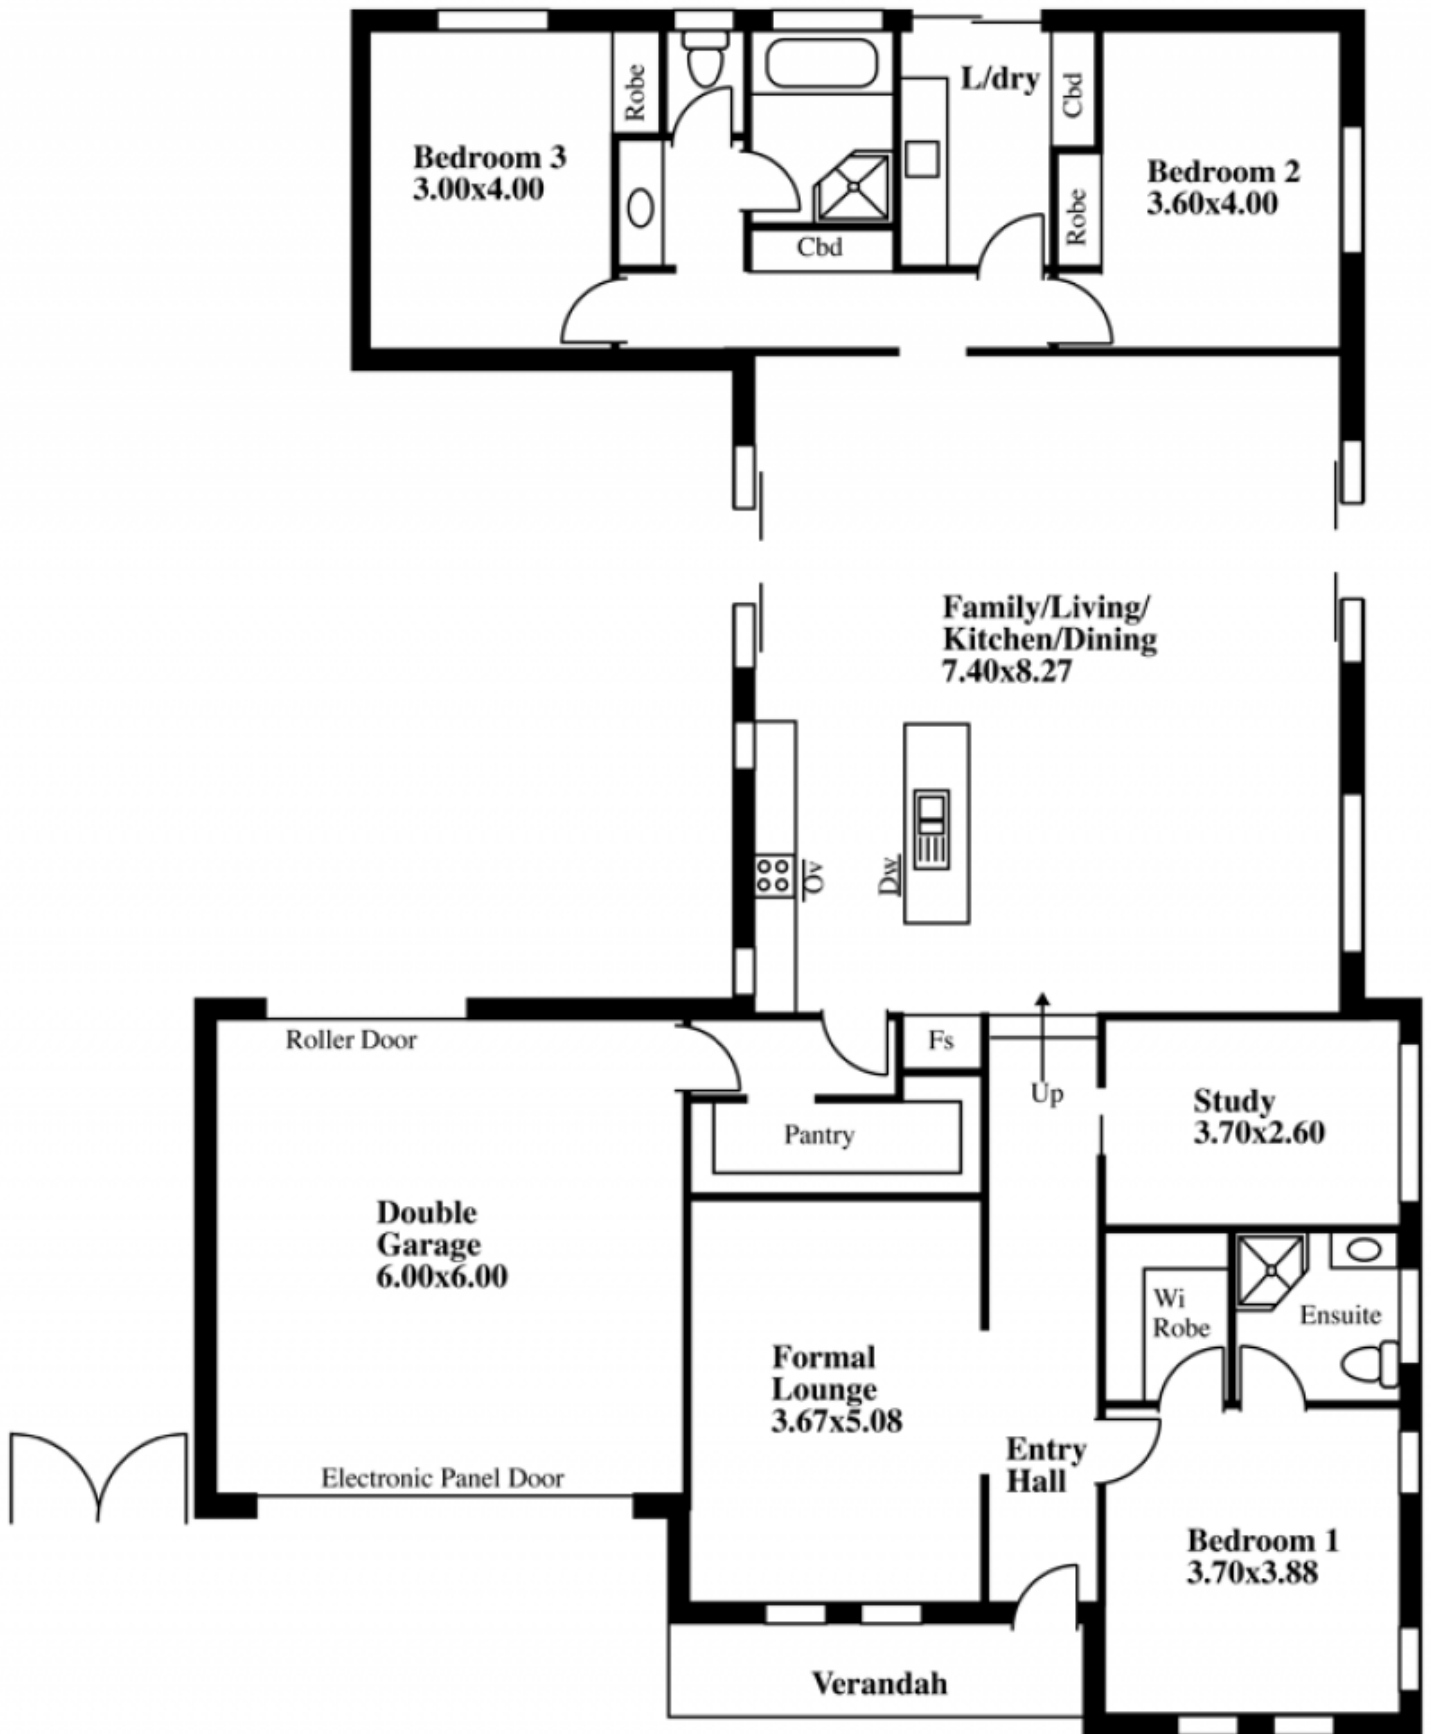 Robe
L/dry
Cbd
Bedroom 3
3.00x4.00
Bedroom 2
3.60x4.00
Robe
Cbd
Family/Living/
Kitchen/Dining
7.40x8.27
Ov
Dw
Roller Door
Fs
Up
Study
3.70x2.60
Pantry
Double
Garage
6.00x6.00
Wi
Robe
Ensuite
Formal
Lounge
3.67x5.08
Entry
Hall
Electronic Panel Door
Bedroom 1
3.70x3.88
Verandah